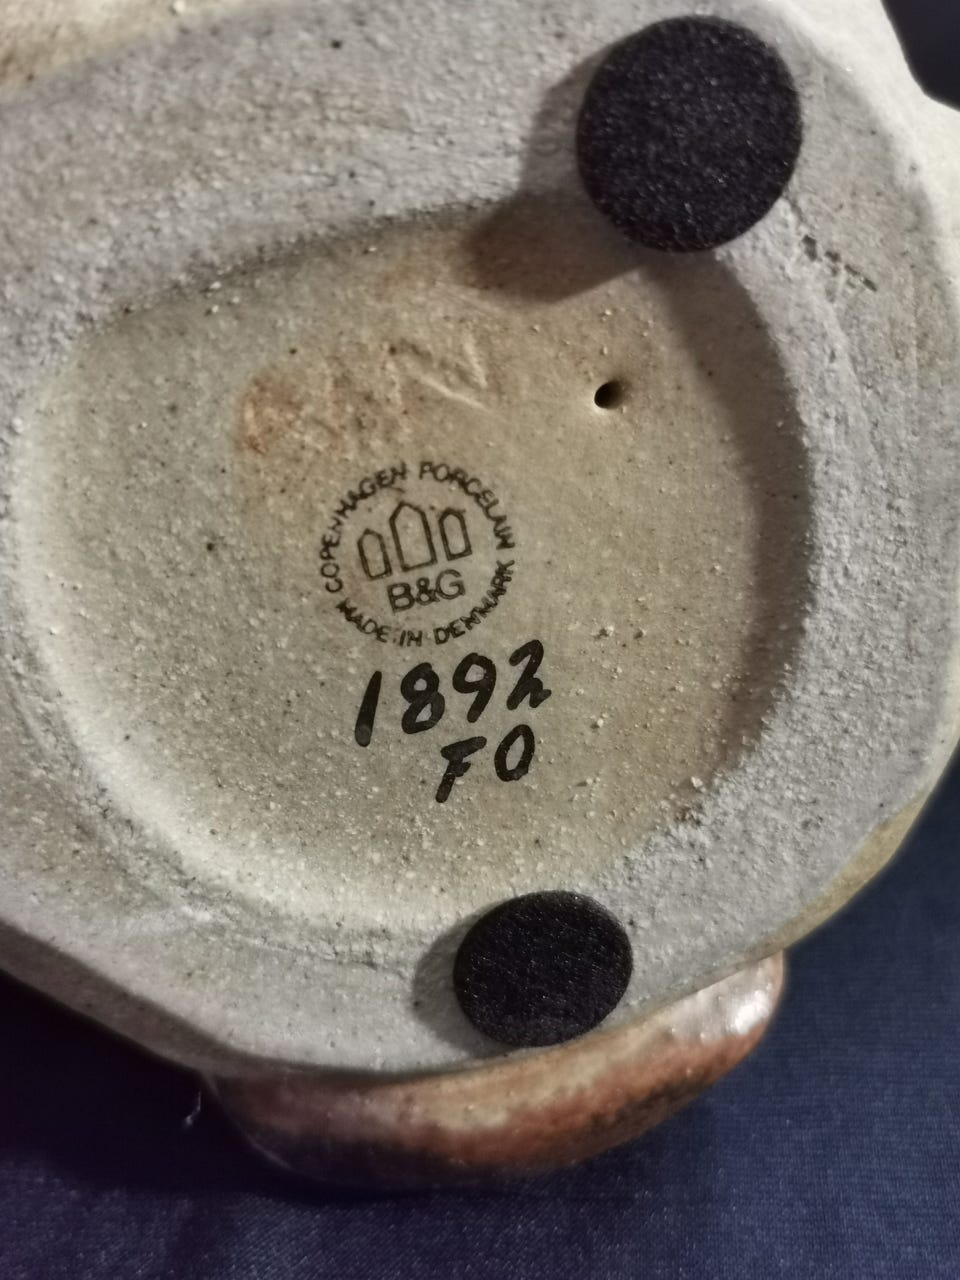 COPENHAGEN PORCELAIN
B&G
MADE IN DENMARK
1892
FO